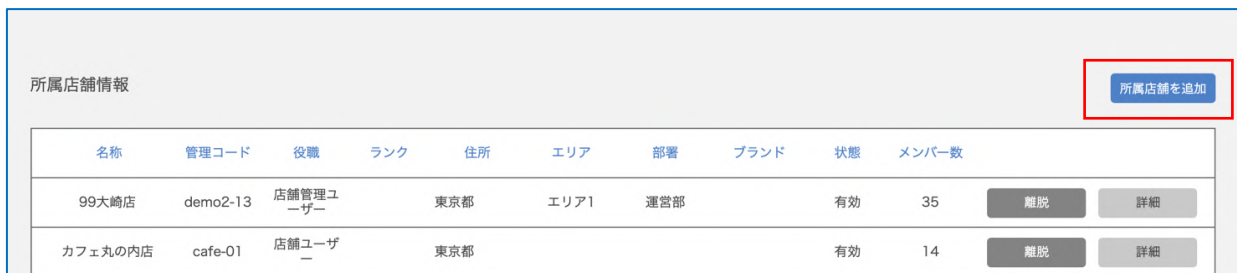 所属店舗情報
所属店舗を追加
名称 管理コード 役職 ランク 住所 エリア 部署 ブランド 状態 メンバー数
99大崎店 demo2-13 店舗管理ユ
ーザー 東京都 エリア1 運営部 有効 35 離脱 詳細
カフェ丸の内店 cafe-01 店舗ユーザ
ー 東京都 有効 14 離脱 詳細